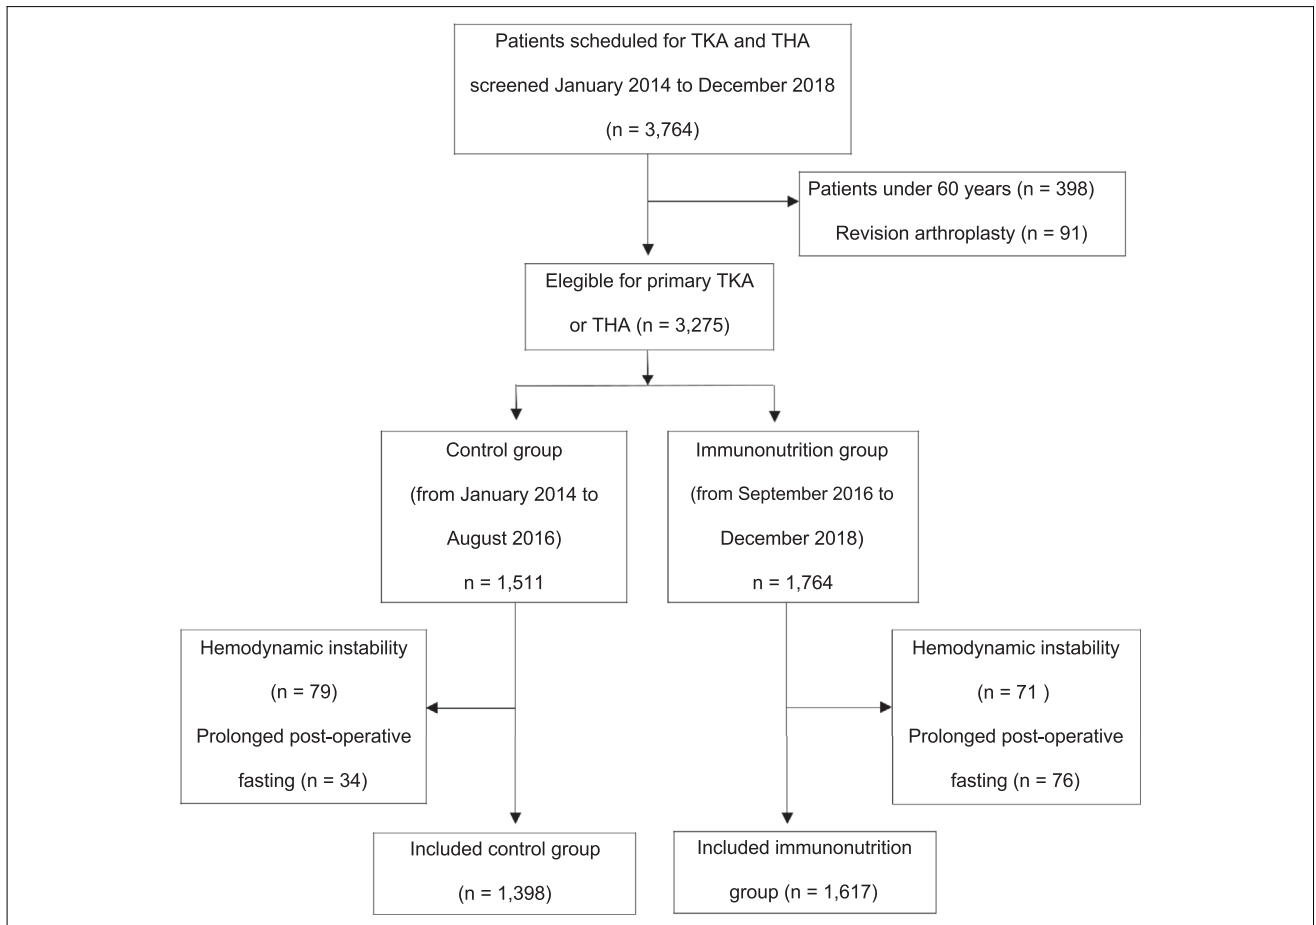 Patients scheduled for TKA and THA
screened January 2014 to December 2018
(n = 3,764)
Patients under 60 years (n = 398)
Revision arthroplasty (n = 91)
Elegible for primary TKA
or THA (n = 3,275)
Control group
(from January 2014 to
August 2016)
n = 1,511
Immunonutrition group
(from September 2016 to
December 2018)
n = 1,764
Hemodynamic instability
(n = 79)
Prolonged post-operative
fasting (n = 34)
Hemodynamic instability
(n = 71 )
Prolonged post-operative
fasting (n = 76)
Included control group
(n = 1,398)
Included immunonutrition
group (n = 1,617)